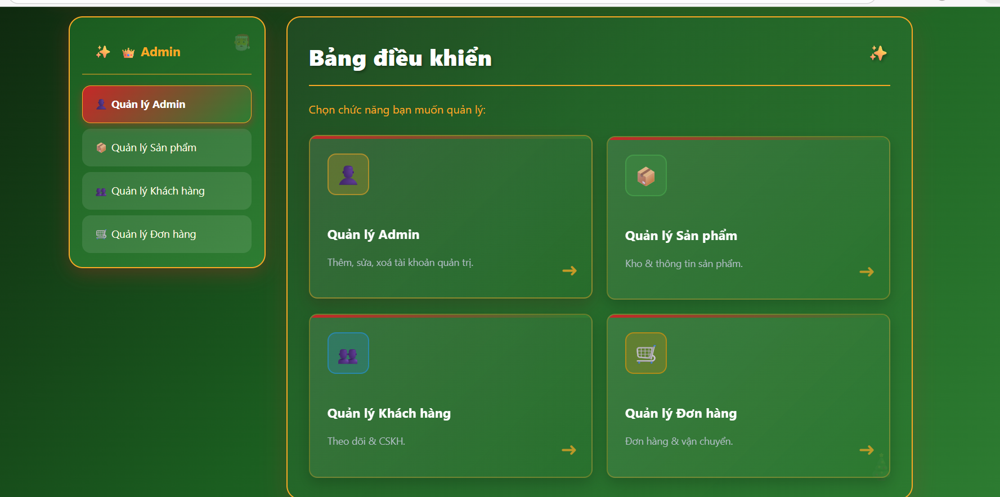 Admin
Quản lý Admin
Quản lý Sản phẩm
Quản lý Khách hàng
Quản lý Đơn hàng
Bảng điều khiển
Chọn chức năng bạn muốn quản lý:
Quản lý Admin
Thêm, sửa, xoá tài khoản quản trị.
Quản lý Sản phẩm
Kho & thông tin sản phẩm.
Quản lý Khách hàng
Theo dõi & CSKH.
Quản lý Đơn hàng
Đơn hàng & vận chuyển.